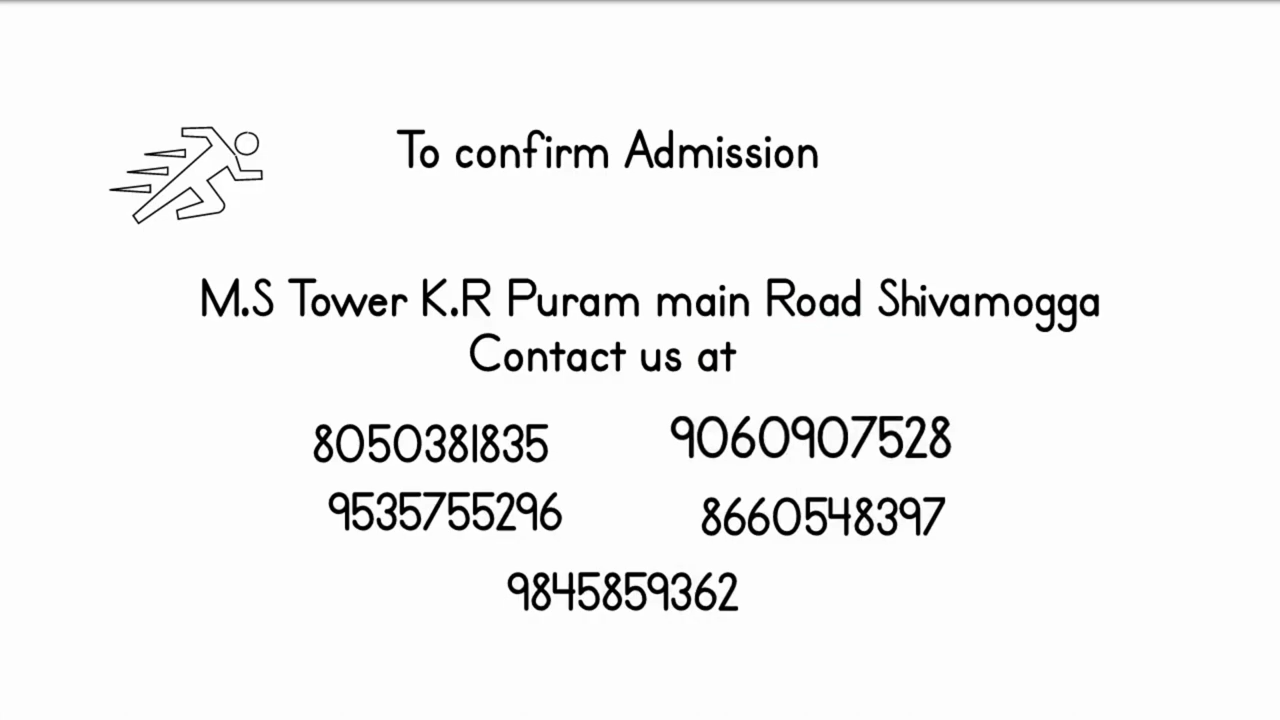 To confirm Admission
M.S Tower K.R Puram main Road Shivamogga
Contact us at
8050381835 9060907528
9535755296 8660548397
9845859362